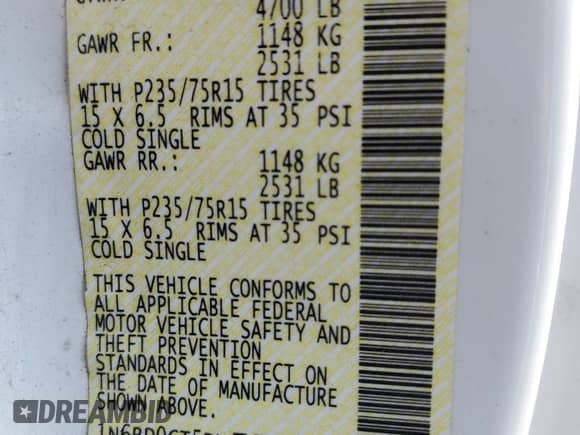 4700 LB
GAWR FR.: 1148 KG
2531 LB
WITH P235/75R15 TIRES
15 X 6.5 RIMS AT 35 PSI
COLD SINGLE
GAWR RR.: 1148 KG
2531 LB
WITH P235/75R15 TIRES
15 X 6.5 RIMS AT 35 PSI
COLD SINGLE
THIS VEHICLE CONFORMS TO
ALL APPLICABLE FEDERAL
MOTOR VEHICLE SAFETY AND
THEFT PREVENTION
STANDARDS IN EFFECT ON
THE DATE OF MANUFACTURE
SHOWN ABOVE.
DREAMBID